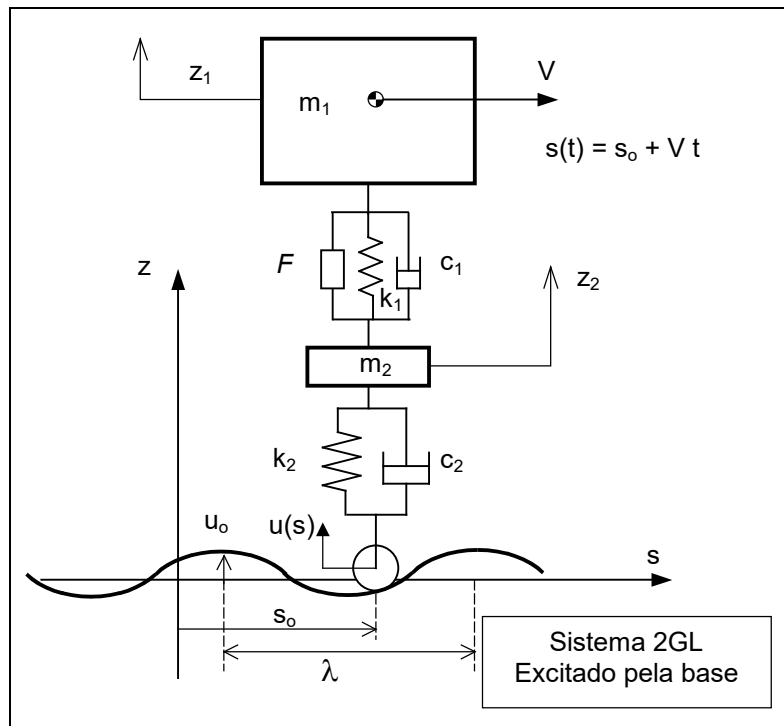 z₁
m₁
V
s(t) = sₒ + V t
z
F
k₁
c₁
z₂
m₂
k₂
c₂
uₒ
u(s)
s
sₒ
λ
Sistema 2GL
Excitado pela base